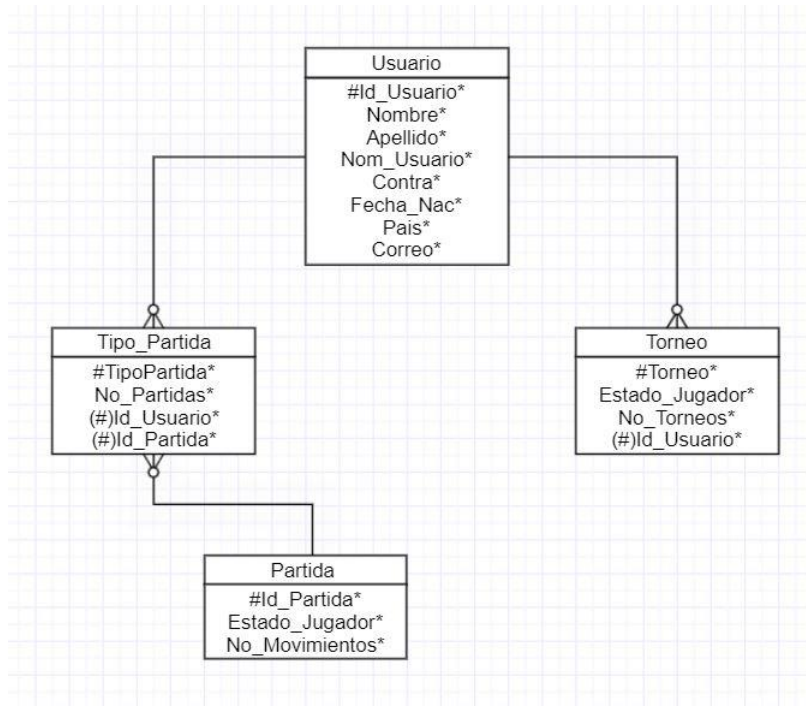 Usuario
#Id_Usuario*
Nombre*
Apellido*
Nom_Usuario*
Contra*
Fecha_Nac*
Pais*
Correo*
Tipo_Partida
#TipoPartida*
No_Partidas*
(#)Id_Usuario*
(#)Id_Partida*
Torneo
#Torneo*
Estado_Jugador*
No_Torneos*
(#)Id_Usuario*
Partida
#Id_Partida*
Estado_Jugador*
No_Movimientos*